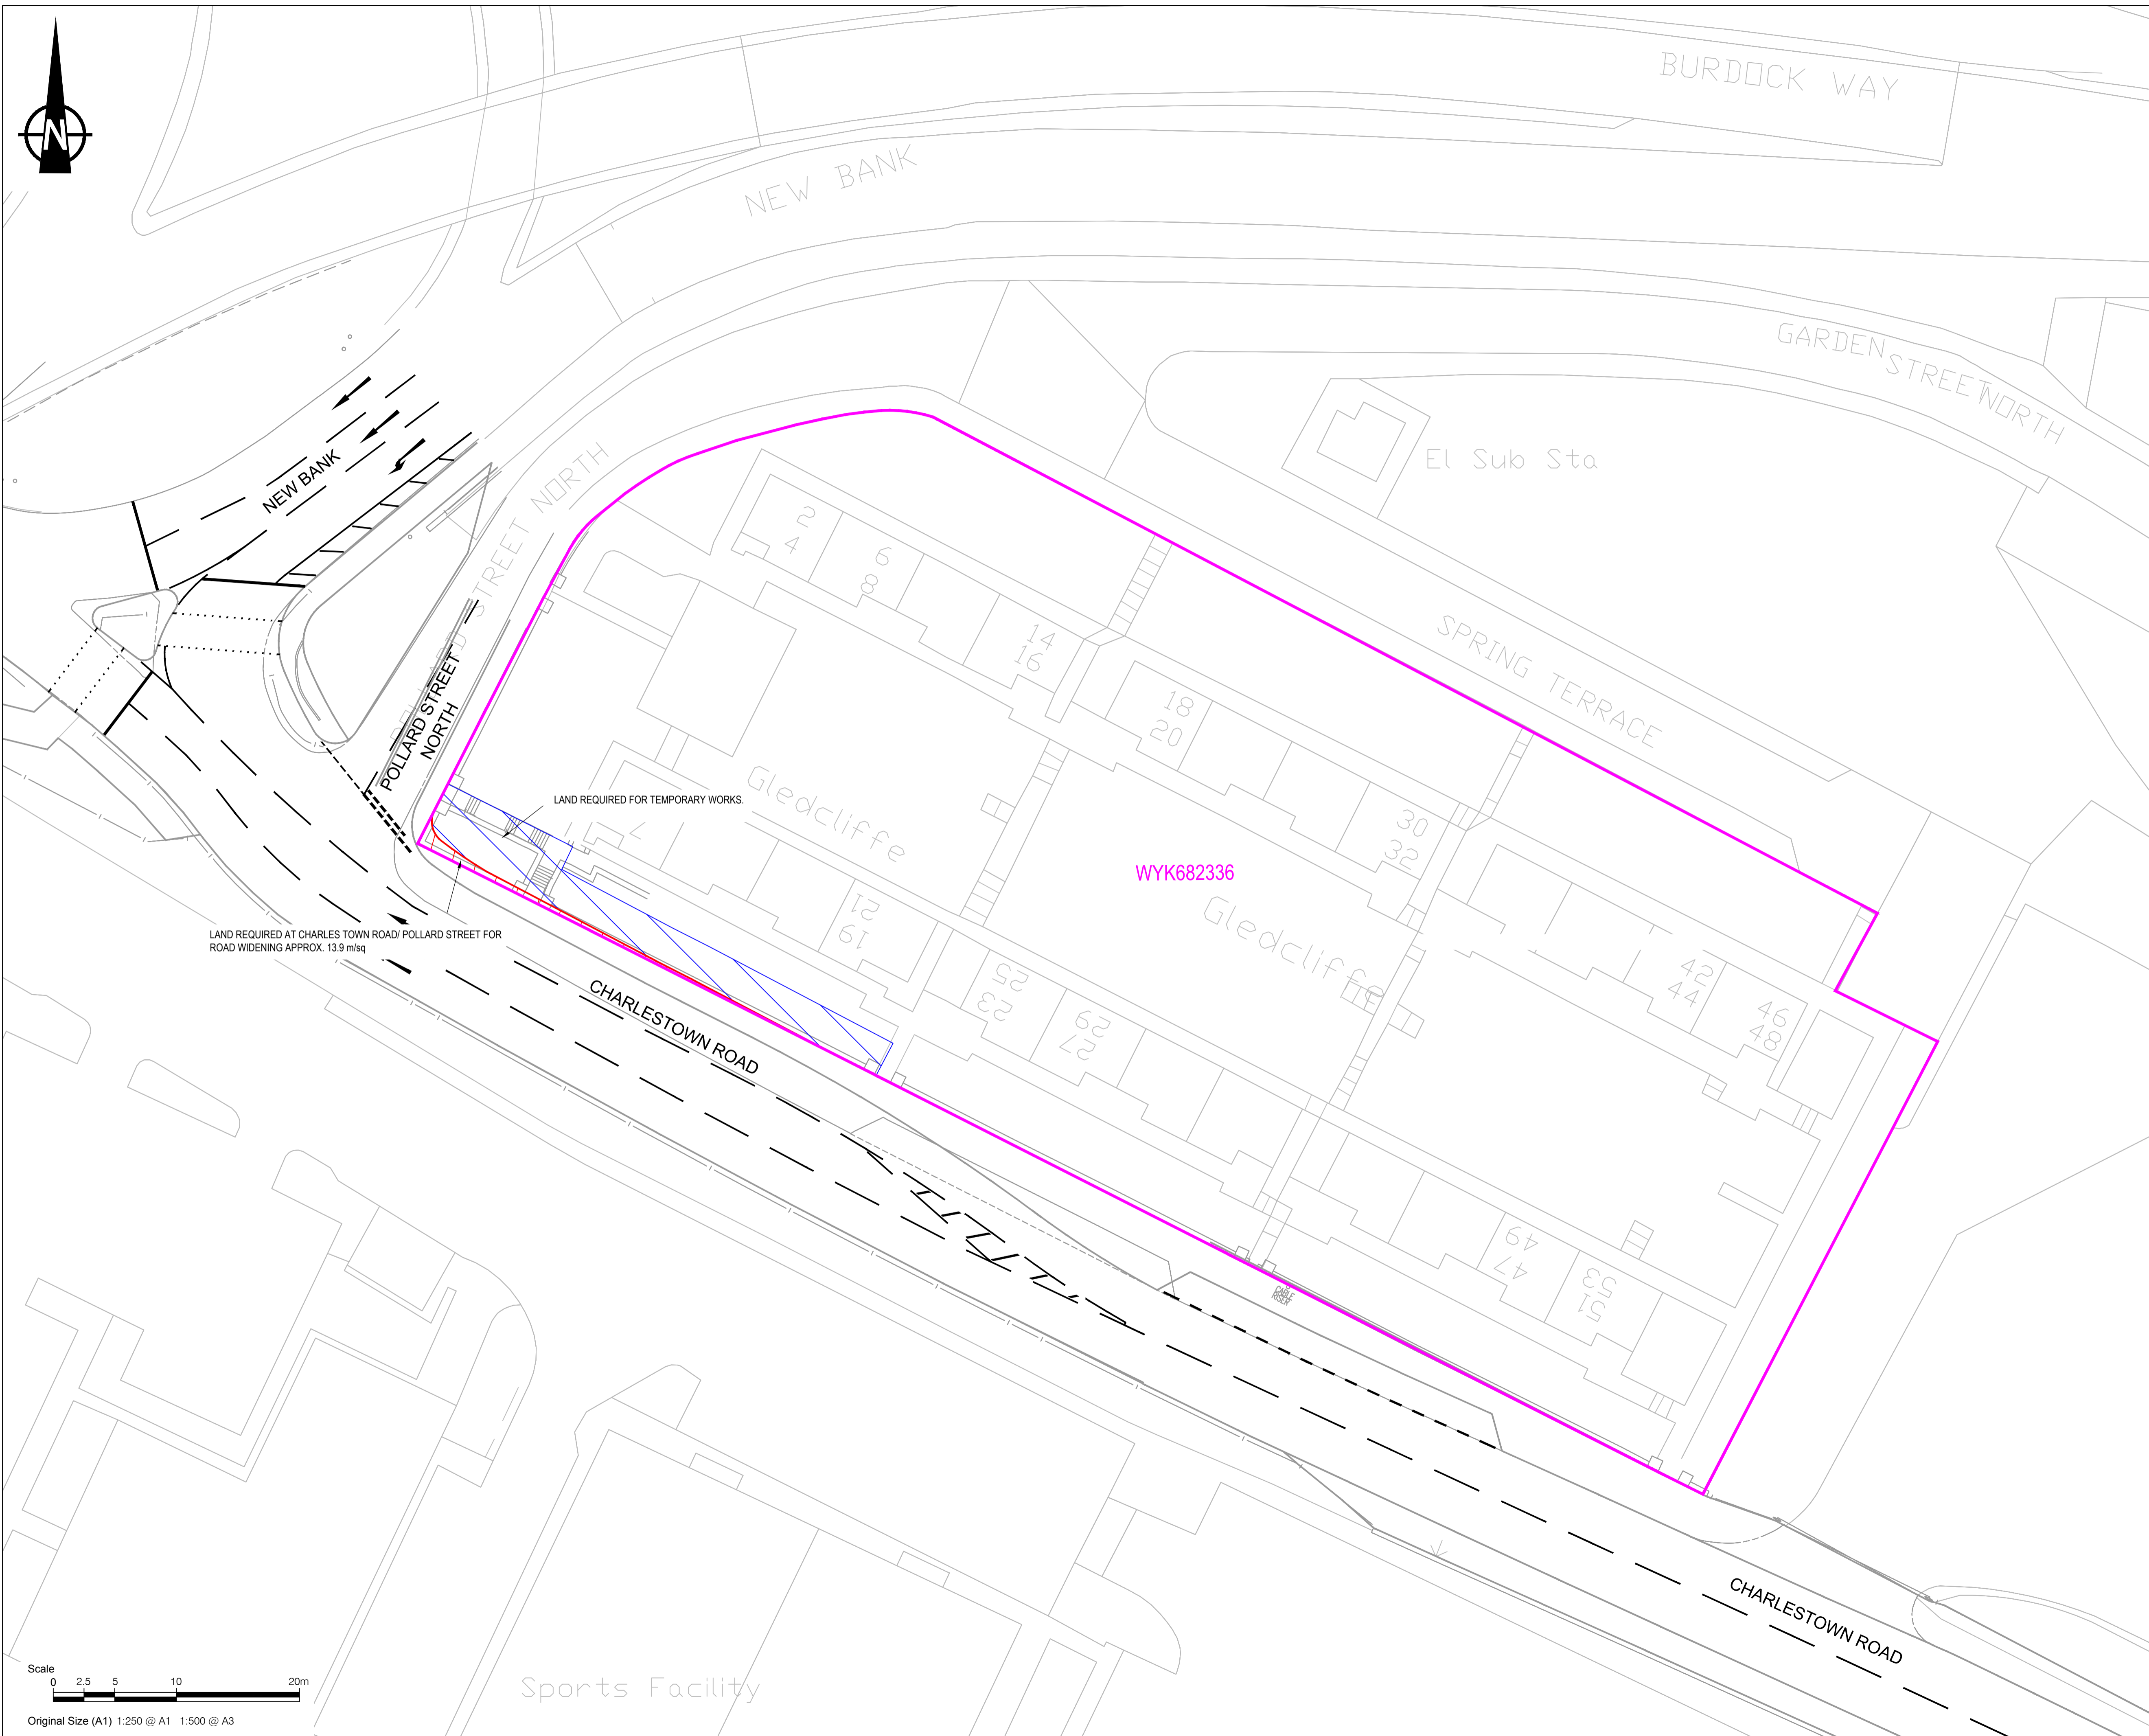 BURDOCK WAY
N
NEW BANK
GARDEN STREET NORTH
NEW BANK
El Sub Sta
STREET NORTH
2
4
6
8
14
16
SPRING TERRACE
POLLARD STREET
NORTH
18
20
Gledcliffe
LAND REQUIRED FOR TEMPORARY WORKS.
7
30
32
WYK682336
Gledcliffe
21
19
LAND REQUIRED AT CHARLES TOWN ROAD/ POLLARD STREET FOR
ROAD WIDENING APPROX. 13.9 m/sq
25
23
42
44
46
48
CHARLESTOWN ROAD
29
27
49
47
53
51
CABLE
RISER
CHARLESTOWN ROAD
Sports Facility
Scale
0 2.5 5 10 20m
Original Size (A1) 1:250 @ A1 1:500 @ A3